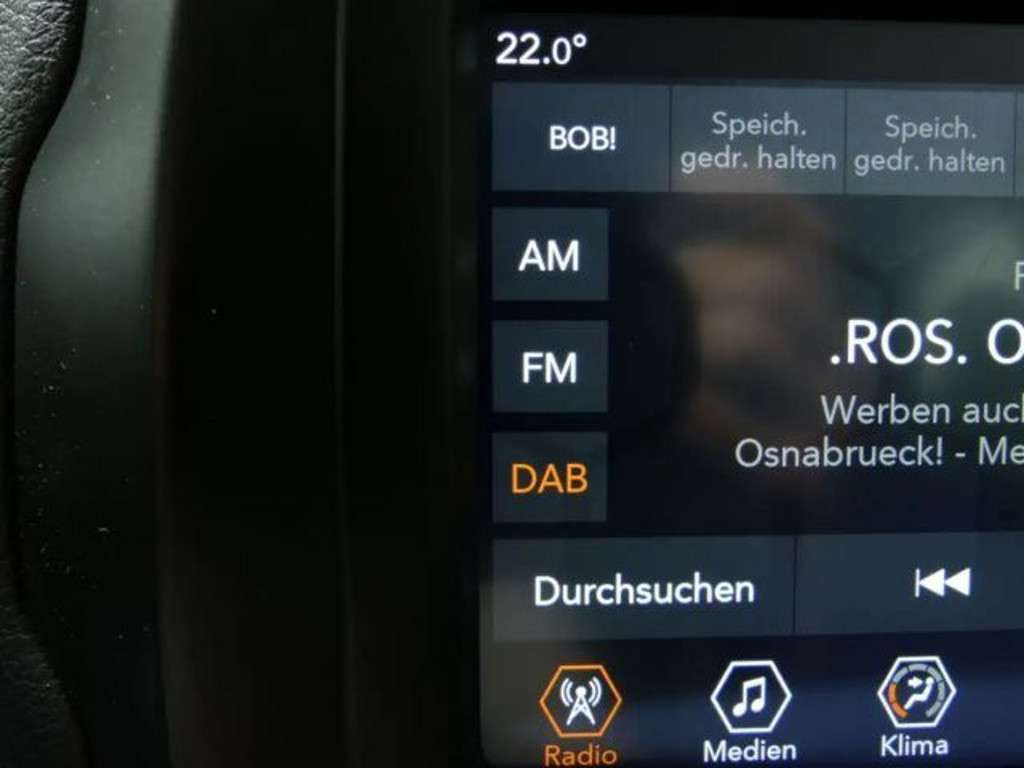 22.0°
BOB!
Speich.
gedr. halten
Speich.
gedr. halten
AM
FM
DAB
.ROS. O
Werben auch
Osnabrueck! - Me
Durchsuchen
Radio
Medien
Klima